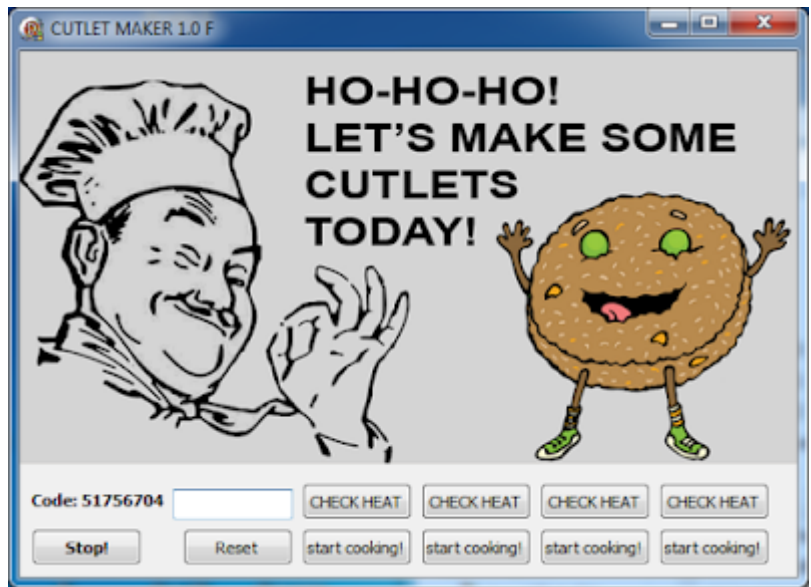 CUTLET MAKER 1.0 F
HO-HO-HO!
LET'S MAKE SOME
CUTLETS
TODAY!
Code: 51756704 CHECK HEAT CHECK HEAT CHECK HEAT CHECK HEAT
Stop! Reset start cooking! start cooking! start cooking! start cooking!